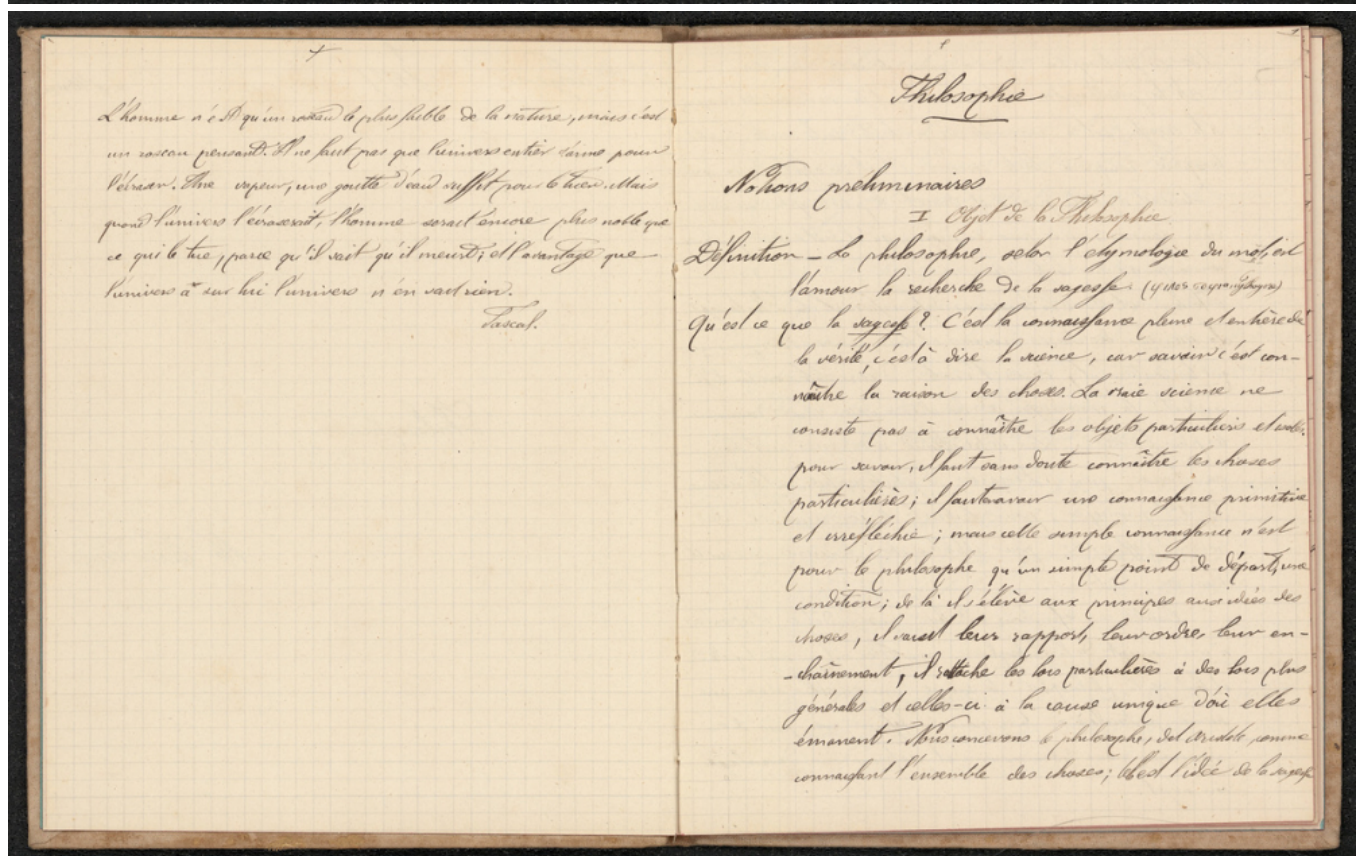 L'homme n'est qu'un roseau le plus faible de la nature, mais c'est
un roseau pensant. Il ne faut pas que l'univers entier s'arme pour
l'écraser. Une vapeur, une goutte d'eau suffit pour le tuer. Mais
quand l'univers l'écraserait, l'homme serait encore plus noble que
ce qui le tue, parce qu'il sait qu'il meurt; et l'avantage que
l'univers a sur lui l'univers n'en sait rien.
Pascal.
Philosophie
Notions préliminaires
I Objet de la Philosophie
Définition - La philosophie, selon l'étymologie du mot, est
l'amour la recherche de la sagesse
Qu'est ce que la sagesse? C'est la connaissance pleine et entière de
la vérité, c'est à dire la science, car savoir c'est con-
naître la raison des choses. La vraie science ne
consiste pas à connaître les objets particuliers et
pour savoir, il faut sans doute connaître les choses
particulières; il faut avoir une connaissance primitive
et irréfléchie; mais cette simple connaissance n'est
pour le philosophe qu'un simple point de départ, une
condition; de là il s'élève aux principes aux idées des
choses, il saisit leur rapport, leur ordre, leur en-
-chaînement, il rattache les lois particulières à des lois plus
générales et celles-ci à la cause unique d'où elles
émanent. Nous concevons le philosophe, dit Aristote, comme
connaissant l'ensemble des choses; telle est l'idée de la sagesse